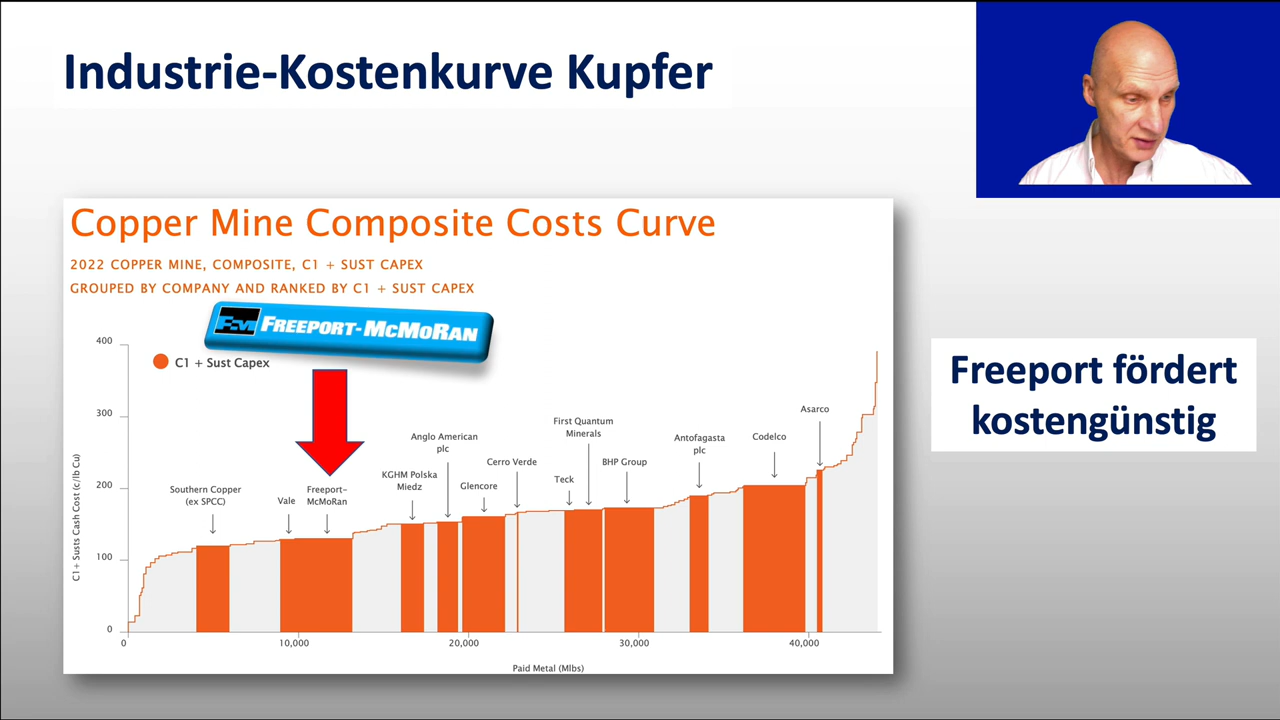 Industrie-Kostenkurve Kupfer
Copper Mine Composite Costs Curve
2022 COPPER MINE, COMPOSITE, C1 + SUST CAPEX
GROUPED BY COMPANY AND RANKED BY C1 + SUST CAPEX
FREEPORT-MCMORAN
C1 + Sust Capex
400
300
200
100
0
C1+ Susts Cash Cost (c/lb Cu)
Southern Copper
(ex SPCC)
Vale
Freeport-
McMoRan
KGHM Polska
Miedz
Anglo American
plc
Glencore
Cerro Verde
Teck
First Quantum
Minerals
BHP Group
Antofagasta
plc
Codelco
Asarco
0
10,000
20,000
30,000
40,000
Paid Metal (Mlbs)
Freeport fördert
kostengünstig